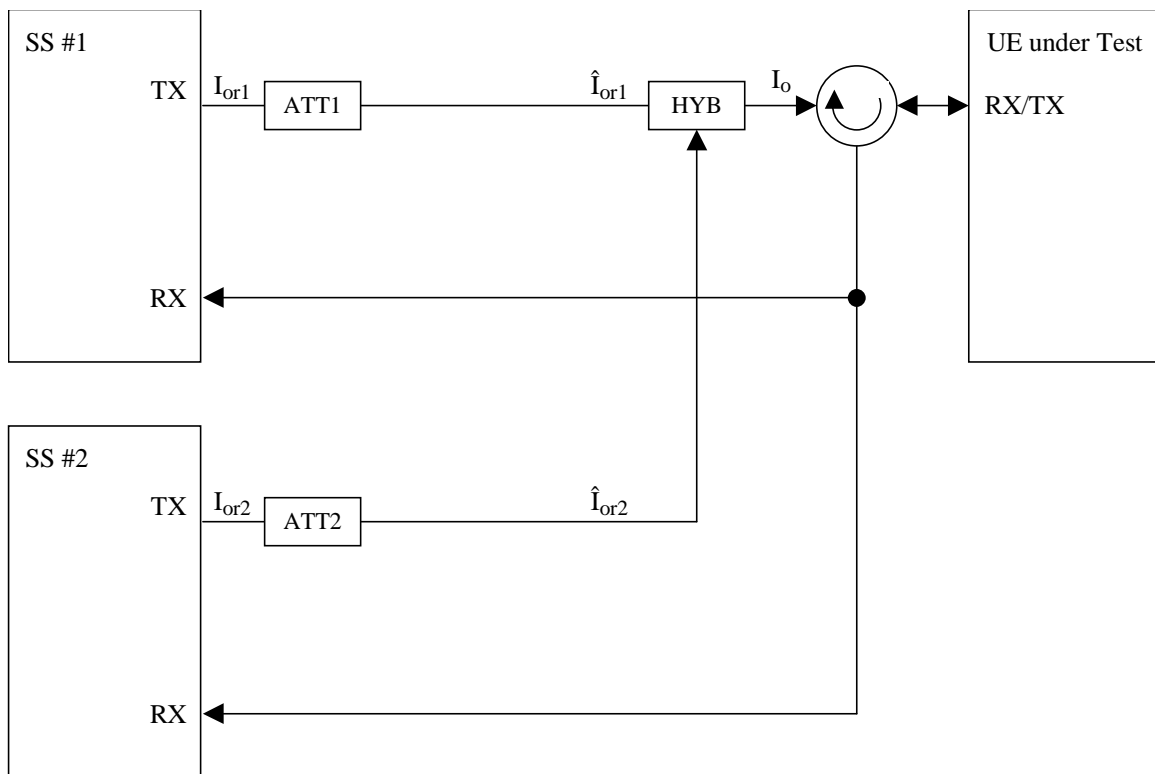 SS #1
UE under Test
TX
I_or1
ATT1
Î_or1
HYB
I_o
RX/TX
RX
SS #2
TX
I_or2
ATT2
Î_or2
RX